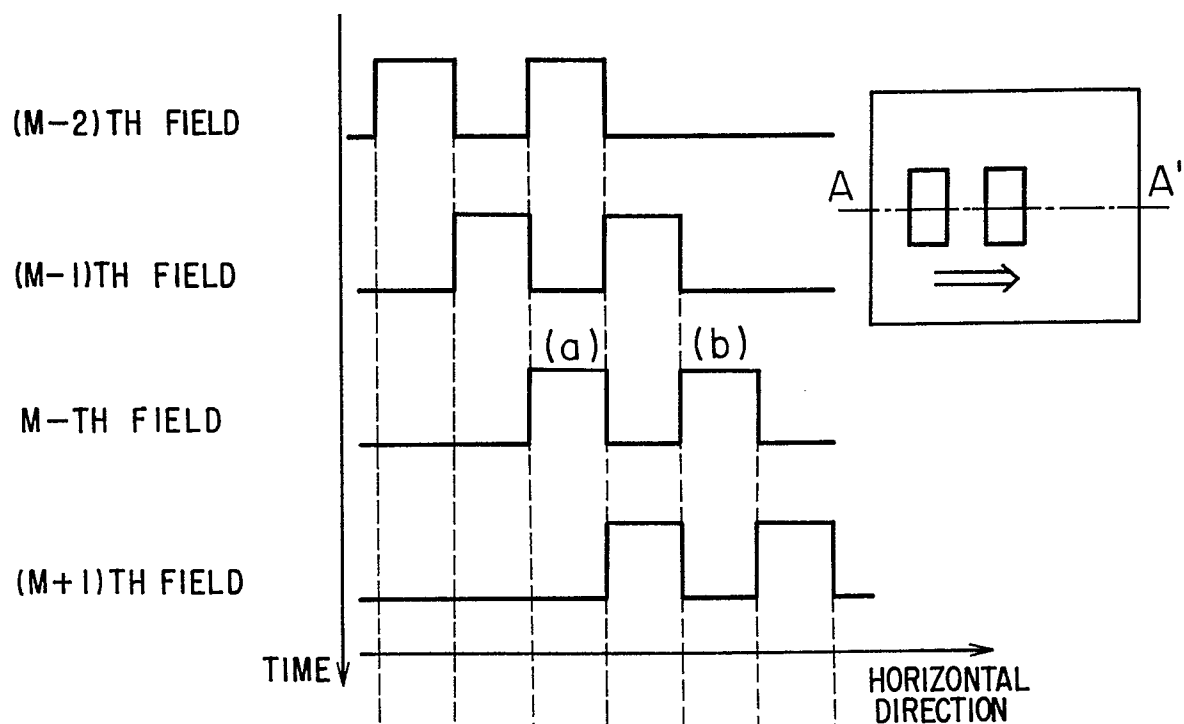 (M-2)TH FIELD
A
A'
(M-1)TH FIELD
(a)
(b)
M-TH FIELD
(M+1)TH FIELD
TIME
HORIZONTAL
DIRECTION